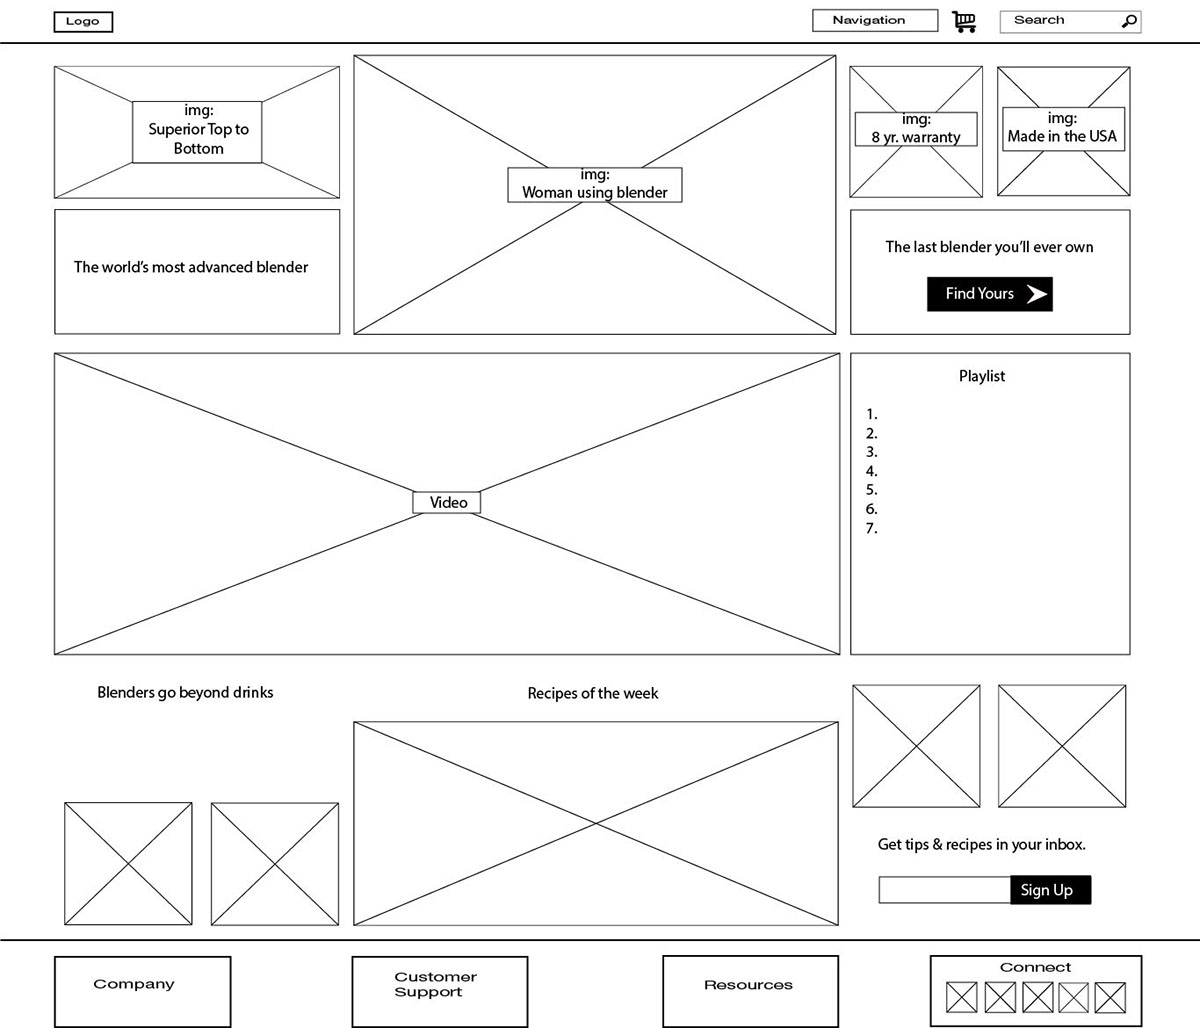 Logo
Navigation
Search
img:
Superior Top to
Bottom
img:
Woman using blender
img:
8 yr. warranty
img:
Made in the USA
The world’s most advanced blender
The last blender you’ll ever own
Find Yours
Video
Playlist
1.
2.
3.
4.
5.
6.
7.
Blenders go beyond drinks
Recipes of the week
Get tips & recipes in your inbox.
Sign Up
Company
Customer
Support
Resources
Connect